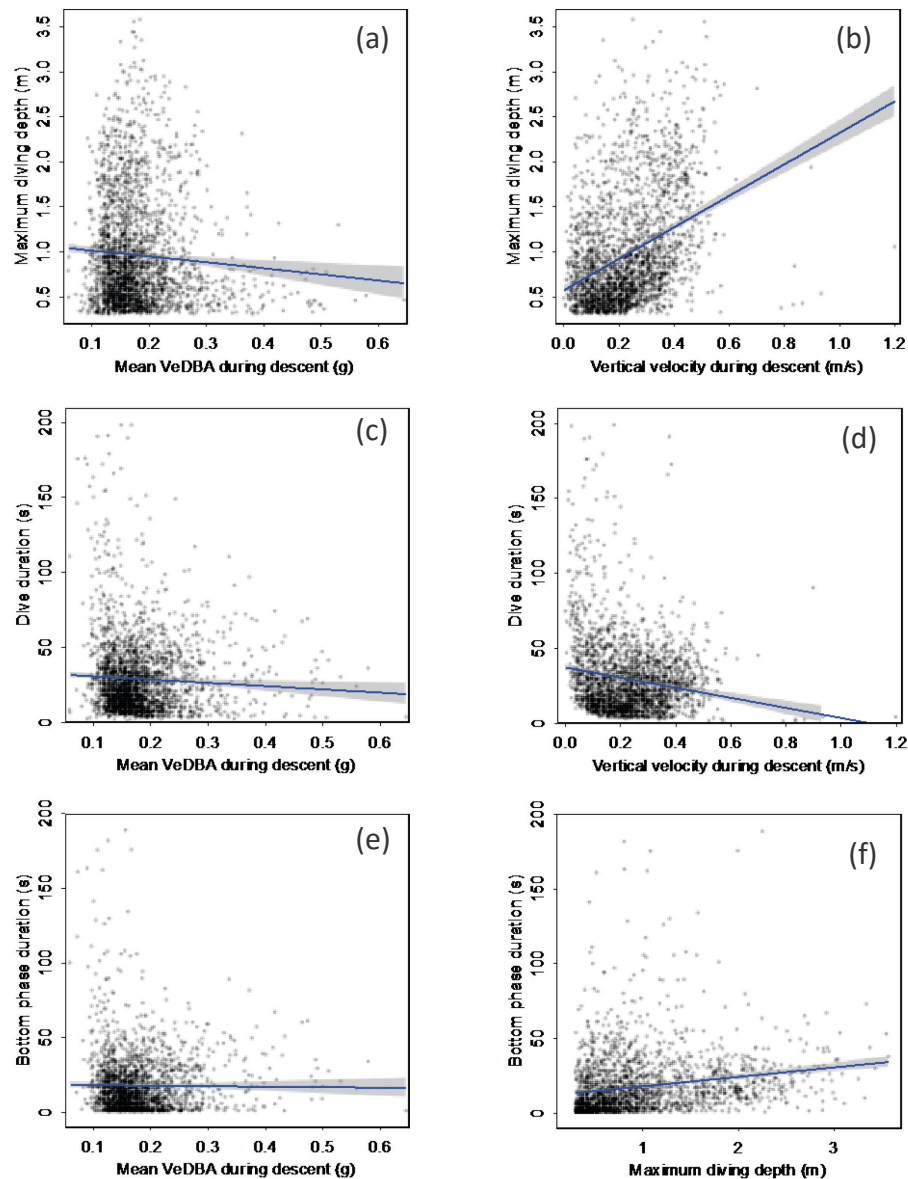 (a)
Maximum diving depth (m)
3.5
3.0
2.5
2.0
1.5
1.0
0.5
0.1 0.2 0.3 0.4 0.5 0.6
Mean VeDBA during descent (g)
(b)
Maximum diving depth (m)
3.5
3.0
2.5
2.0
1.5
1.0
0.5
0.0 0.2 0.4 0.6 0.8 1.0 1.2
Vertical velocity during descent (m/s)
(c)
Dive duration (s)
200
150
100
50
0
0.1 0.2 0.3 0.4 0.5 0.6
Mean VeDBA during descent (g)
(d)
Dive duration (s)
200
150
100
50
0
0.0 0.2 0.4 0.6 0.8 1.0 1.2
Vertical velocity during descent (m/s)
(e)
Bottom phase duration (s)
200
150
100
50
0
0.1 0.2 0.3 0.4 0.5 0.6
Mean VeDBA during descent (g)
(f)
Bottom phase duration (s)
200
150
100
50
0
1 2 3
Maximum diving depth (m)